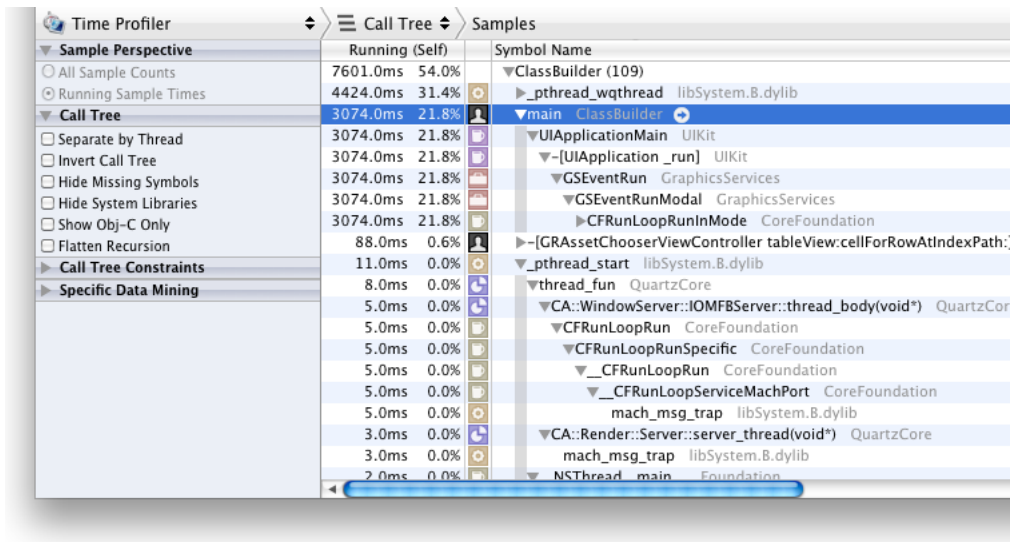 Time Profiler Call Tree Samples
Sample Perspective
All Sample Counts
Running Sample Times
Call Tree
Separate by Thread
Invert Call Tree
Hide Missing Symbols
Hide System Libraries
Show Obj-C Only
Flatten Recursion
Call Tree Constraints
Specific Data Mining
Running (Self) Symbol Name
7601.0ms 54.0% ClassBuilder (109)
4424.0ms 31.4% _pthread_wqthread libSystem.B.dylib
3074.0ms 21.8% main ClassBuilder
3074.0ms 21.8% UIApplicationMain UIKit
3074.0ms 21.8% -[UIApplication _run] UIKit
3074.0ms 21.8% GSEventRun GraphicsServices
3074.0ms 21.8% GSEventRunModal GraphicsServices
3074.0ms 21.8% CFRunLoopRunInMode CoreFoundation
88.0ms 0.6% -[GRAssetChooserViewController tableView:cellForRowAtIndexPath:]
11.0ms 0.0% _pthread_start libSystem.B.dylib
8.0ms 0.0% thread_fun QuartzCore
5.0ms 0.0% CA::WindowServer::IOMFBServer::thread_body(void*) QuartzCor
5.0ms 0.0% CFRunLoopRun CoreFoundation
5.0ms 0.0% CFRunLoopRunSpecific CoreFoundation
5.0ms 0.0% __CFRunLoopRun CoreFoundation
5.0ms 0.0% __CFRunLoopServiceMachPort CoreFoundation
5.0ms 0.0% mach_msg_trap libSystem.B.dylib
3.0ms 0.0% CA::Render::Server::server_thread(void*) QuartzCore
3.0ms 0.0% mach_msg_trap libSystem.B.dylib
2.0ms 0.0% __NSThread__main__ Foundation